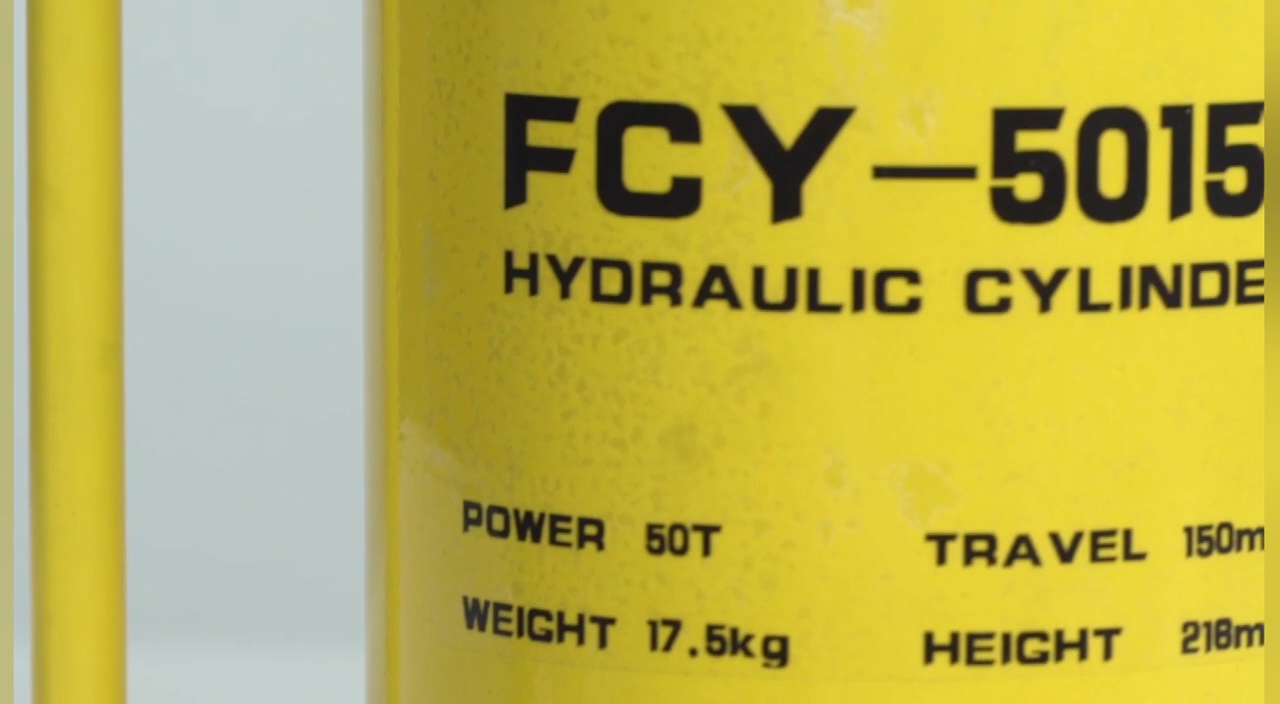 FCY-5015
HYDRAULIC CYLINDE
POWER 50T TRAVEL 150m
WEIGHT 17.5kg HEIGHT 218m